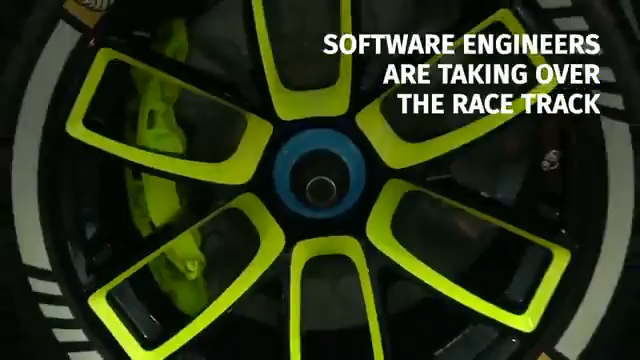 SOFTWARE ENGINEERS
ARE TAKING OVER
THE RACE TRACK